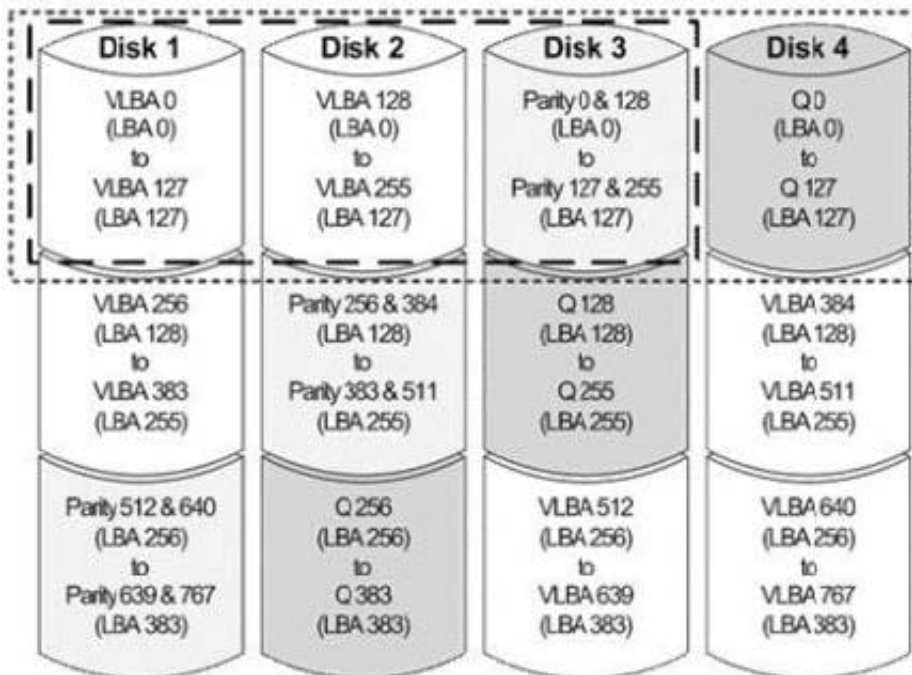 Disk 1
VLBA 0
(LBA 0)
to
VLBA 127
(LBA 127)
VLBA 256
(LBA 128)
to
VLBA 383
(LBA 255)
Parity 512 & 640
(LBA 256)
to
Parity 639 & 767
(LBA 383)
Disk 2
VLBA 128
(LBA 0)
to
VLBA 255
(LBA 127)
Parity 256 & 384
(LBA 128)
to
Parity 383 & 511
(LBA 255)
Q 256
(LBA 256)
to
Q 383
(LBA 383)
Disk 3
Parity 0 & 128
(LBA 0)
to
Parity 127 & 255
(LBA 127)
Q 128
(LBA 128)
to
Q 255
(LBA 255)
VLBA 512
(LBA 256)
to
VLBA 639
(LBA 383)
Disk 4
Q 0
(LBA 0)
to
Q 127
(LBA 127)
VLBA 384
(LBA 128)
to
VLBA 511
(LBA 255)
VLBA 640
(LBA 256)
to
VLBA 767
(LBA 383)